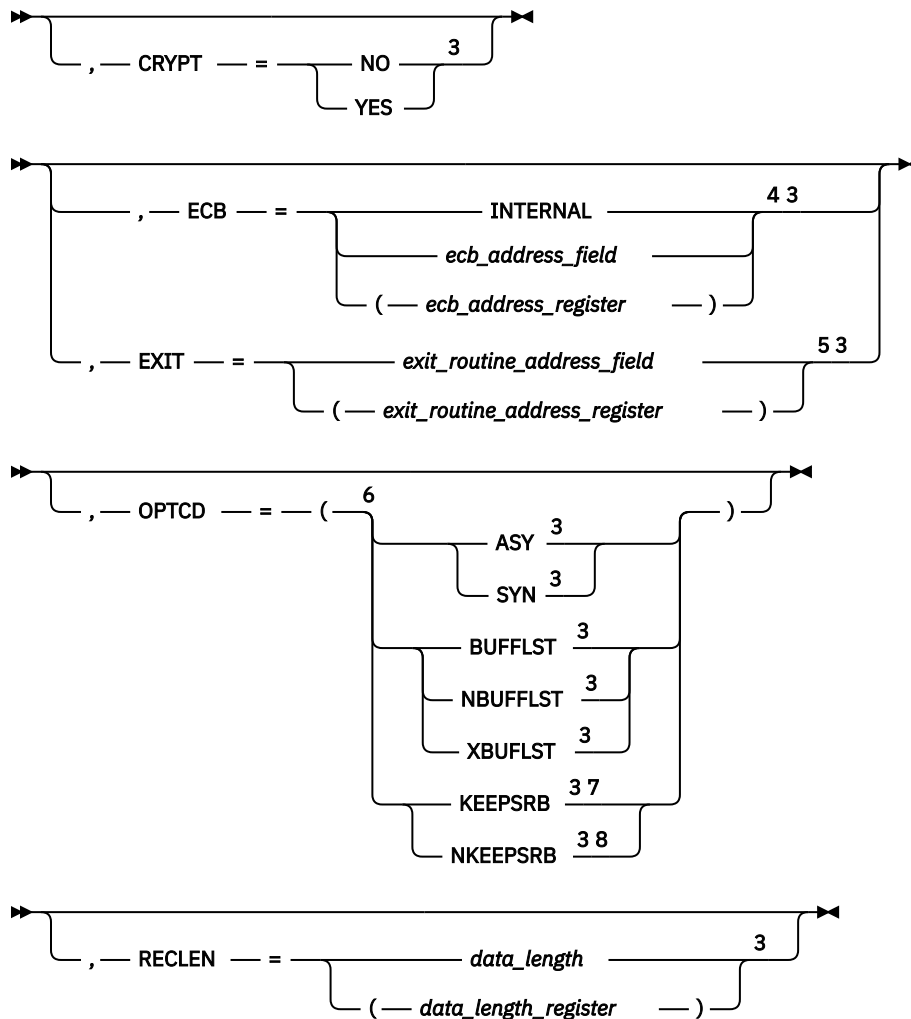 , CRYPT = NO 3
YES
, ECB = INTERNAL 4 3
ecb_address_field
( ecb_address_register )
, EXIT = exit_routine_address_field 5 3
( exit_routine_address_register )
, OPTCD = ( 6 )
ASY 3
SYN 3
BUFFLST 3
NBUFFLST 3
XBUFLST 3
KEEPSRB 3 7
NKEEPSRB 3 8
, RECLEN = data_length 3
( data_length_register )